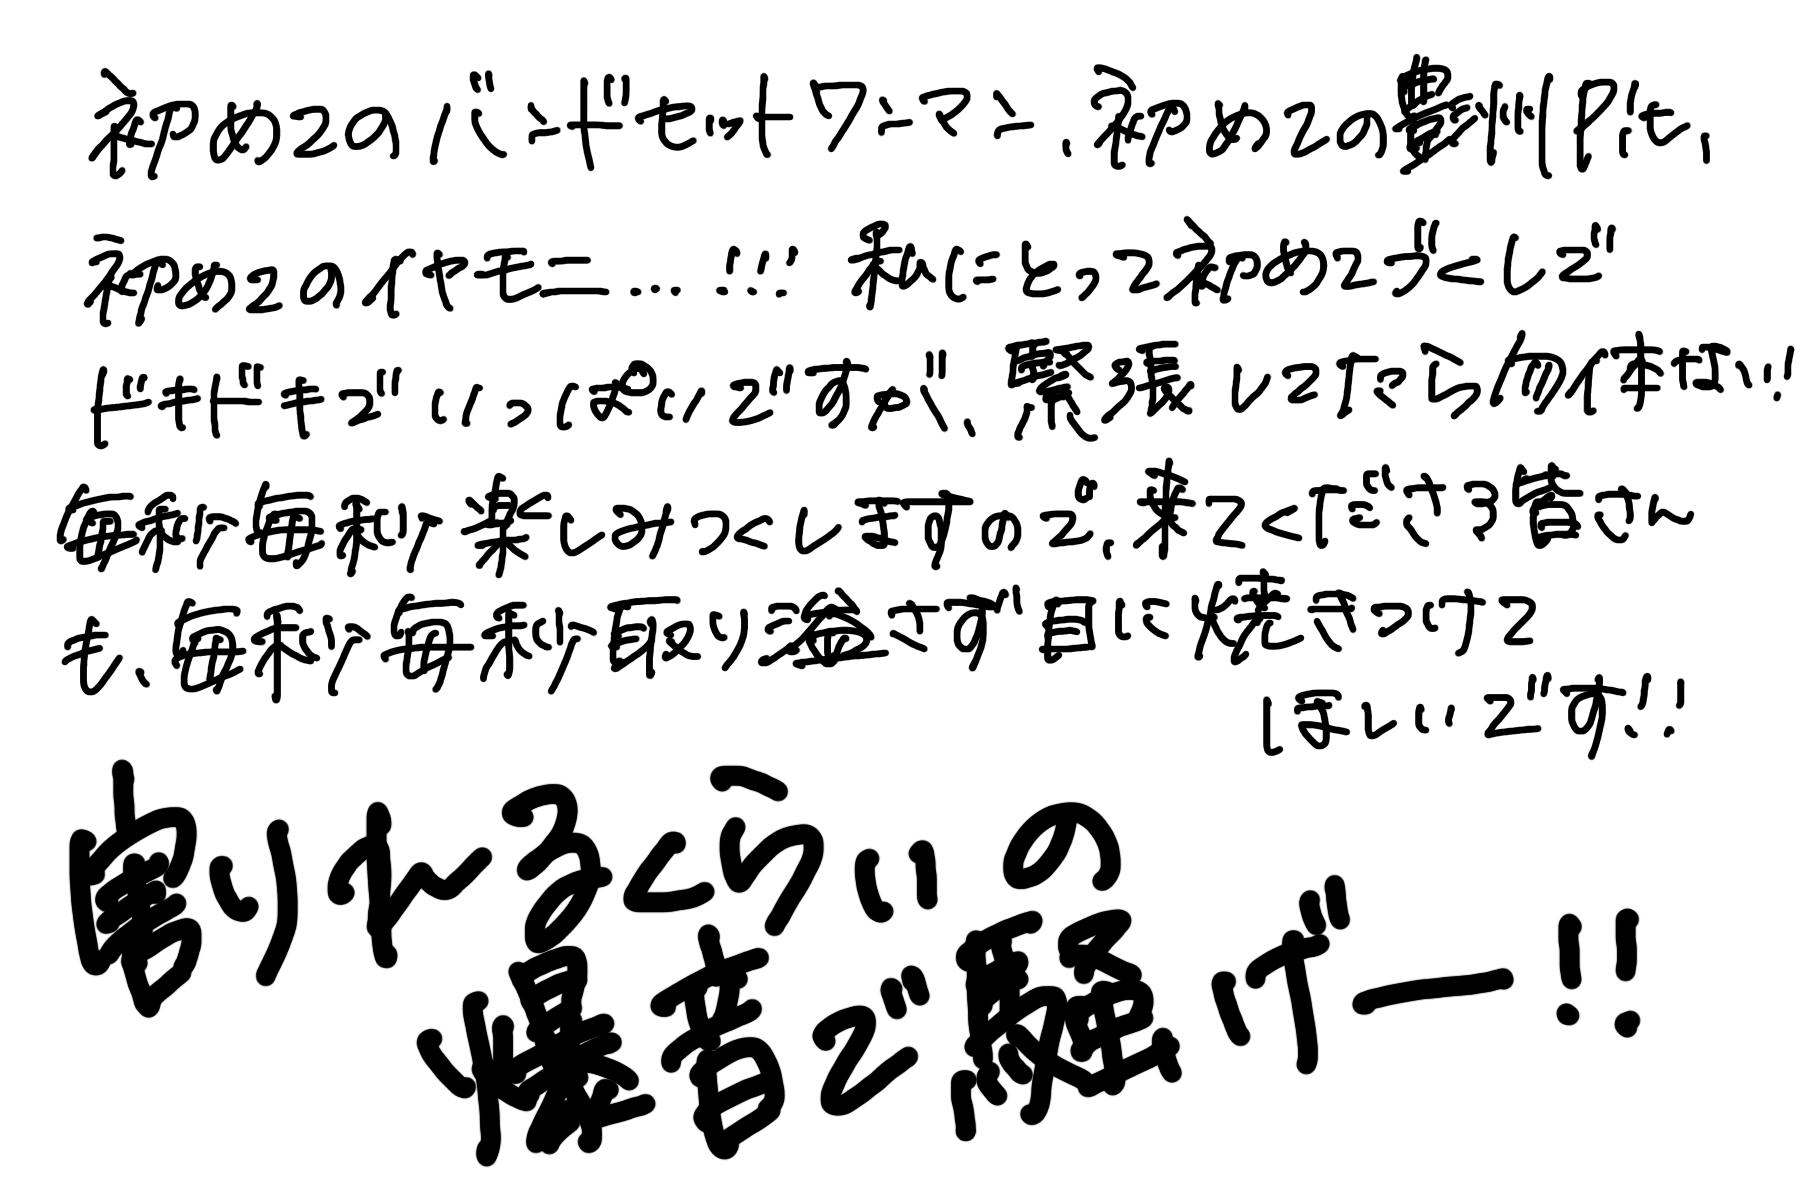 初めてのバンドセットワンマン、初めての豊洲Pit、
初めてのイヤモニ...!!! 私にとって初めてづくしで
ドキドキでいっぱいですが、緊張してたら勿体ない!!
毎秒毎秒楽しみつくしますので、来てくださる皆さん
も、毎秒毎秒取り溢さず目に焼きつけて
ほしいです!!
割れるくらいの
爆音で騒げー!!